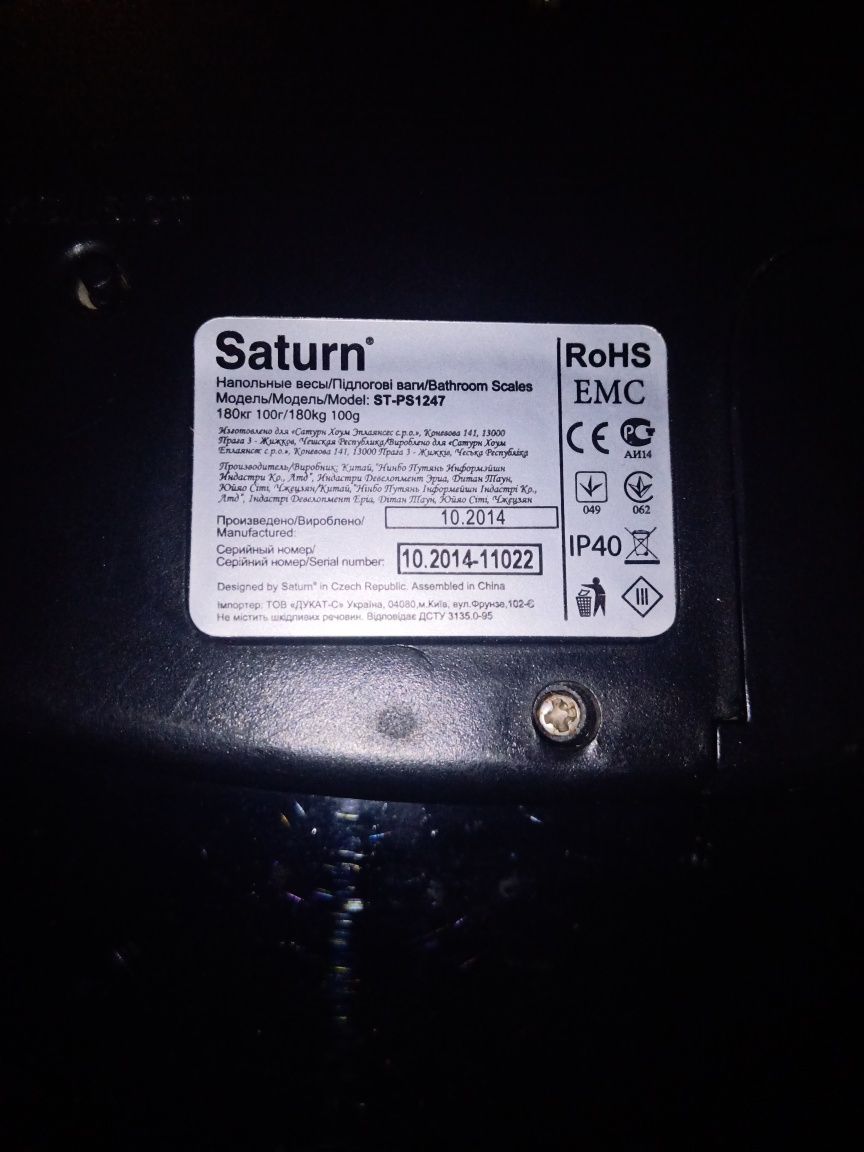 Saturn®
Напольные весы/Підлогові ваги/Bathroom Scales
Модель/Модель/Model: ST-PS1247
180кг 100г/180kg 100g
Изготовлено для «Сатурн Хоум Эплаянсес с.р.о.», Коневова 141, 13000
Прага 3 - Жижков, Чешская Республика/Вироблено для «Сатурн Хоум
Еплаянсес с.р.о.», Коневова 141, 13000 Прага 3 - Жижков, Чеська Республіка
Производитель/Виробник: Китай, "Нинбо Путянь Информэйшн
Индастри Ко., Лтд", Индастри Девелопмент Эриа, Дитан Таун,
Юйяо Сіті, Чжецзян/Китай, "Нінбо Путянь Інформейшн Індастрі Ко.,
Лтд", Індастрі Девелопмент Еріа, Дітан Таун, Юйяо Сіті, Чжецзян
Произведено/Вироблено/
Manufactured:
10.2014
Серийный номер/
Серійний номер/Serial number:
10.2014-11022
Designed by Saturn® in Czech Republic. Assembled in China
Імпортер: ТОВ «ДУКАТ-С» Україна, 04080,м.Київ, вул.Фрунзе,102-Є
Не містить шкідливих речовин. Відповідає ДСТУ 3135.0-95
RoHS
EMC
CE
АИ14
049 062
IP40
III